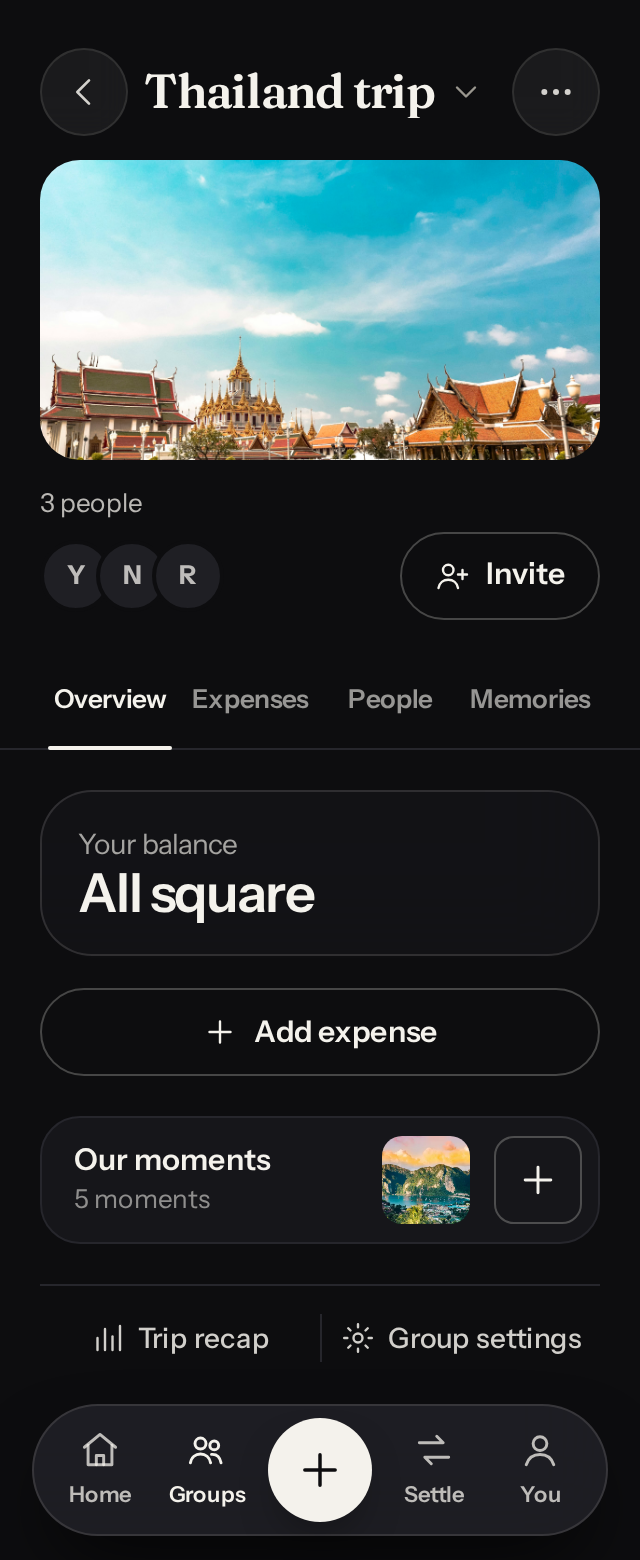 Thailand trip
3 people
Y N R
Invite
Overview Expenses People Memories
Your balance
All square
Add expense
Our moments
5 moments
Trip recap
Group settings
Home Groups Settle You